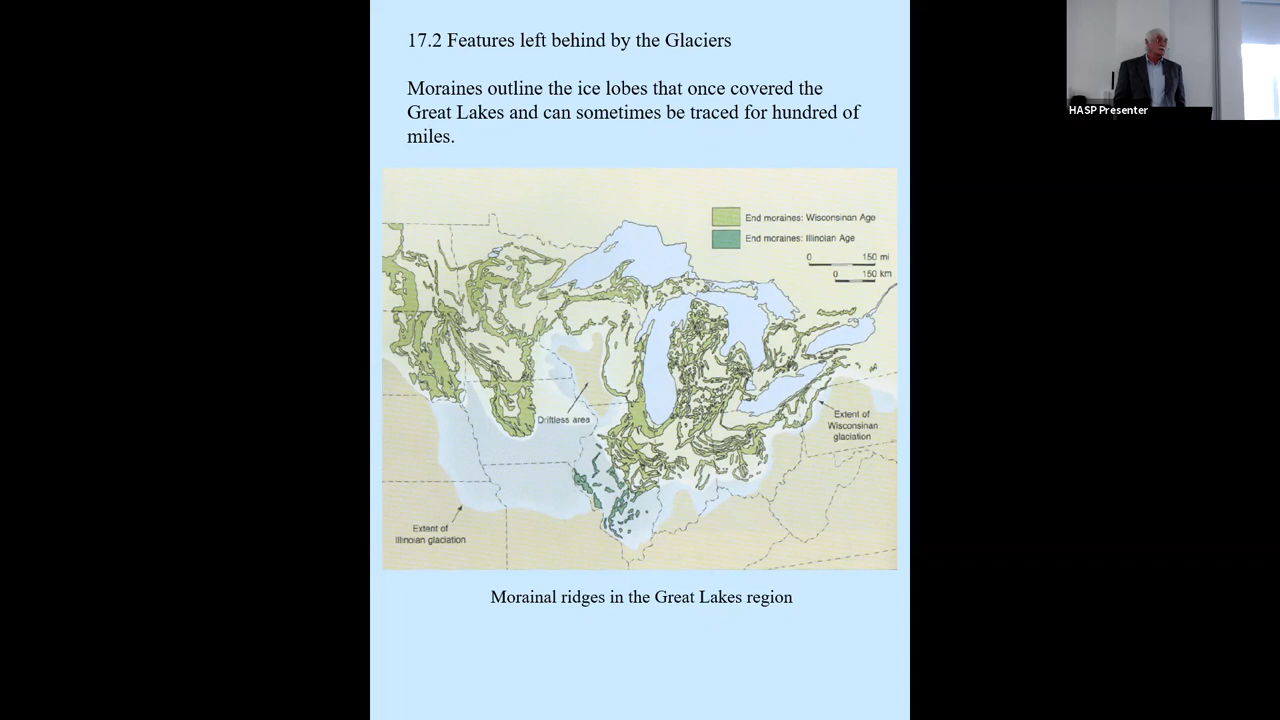 17.2 Features left behind by the Glaciers
Moraines outline the ice lobes that once covered the
Great Lakes and can sometimes be traced for hundred of
miles.
HASP Presenter
End moraines: Wisconsinan Age
End moraines: Illinoian Age
0 150 mi
0 150 km
Driftless area
Extent of
Wisconsinan
glaciation
Extent of
Illinoian glaciation
Morainal ridges in the Great Lakes region